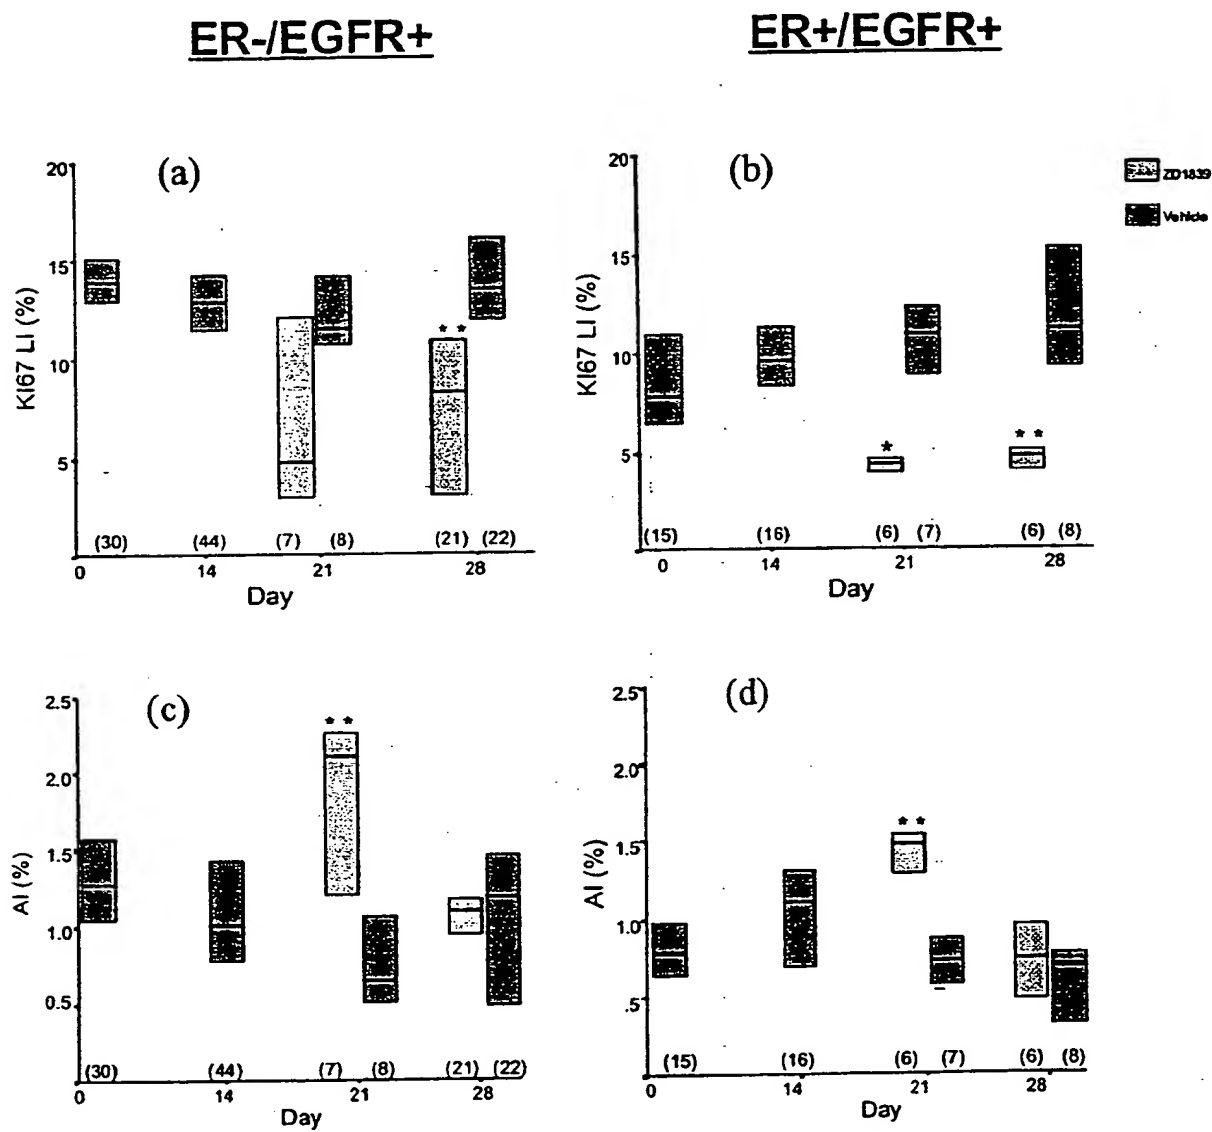 ER-/EGFR+
ER+/EGFR+
(a)
20
15
10
5
0
KI67 LI (%)
* *
(30) (44) (7) (8) (21) (22)
0 14 21 28
Day
(b)
20
15
10
5
0
KI67 LI (%)
*
* *
(15) (16) (6) (7) (6) (8)
0 14 21 28
Day
ZD1839
Vehicle
(c)
2.5
2.0
1.5
1.0
0.5
0
AI (%)
* *
(30) (44) (7) (8) (21) (22)
14 21 28
Day
(d)
2.5
2.0
1.5
1.0
.5
AI (%)
* *
(15) (16) (6) (7) (6) (8)
0 14 21 28
Day